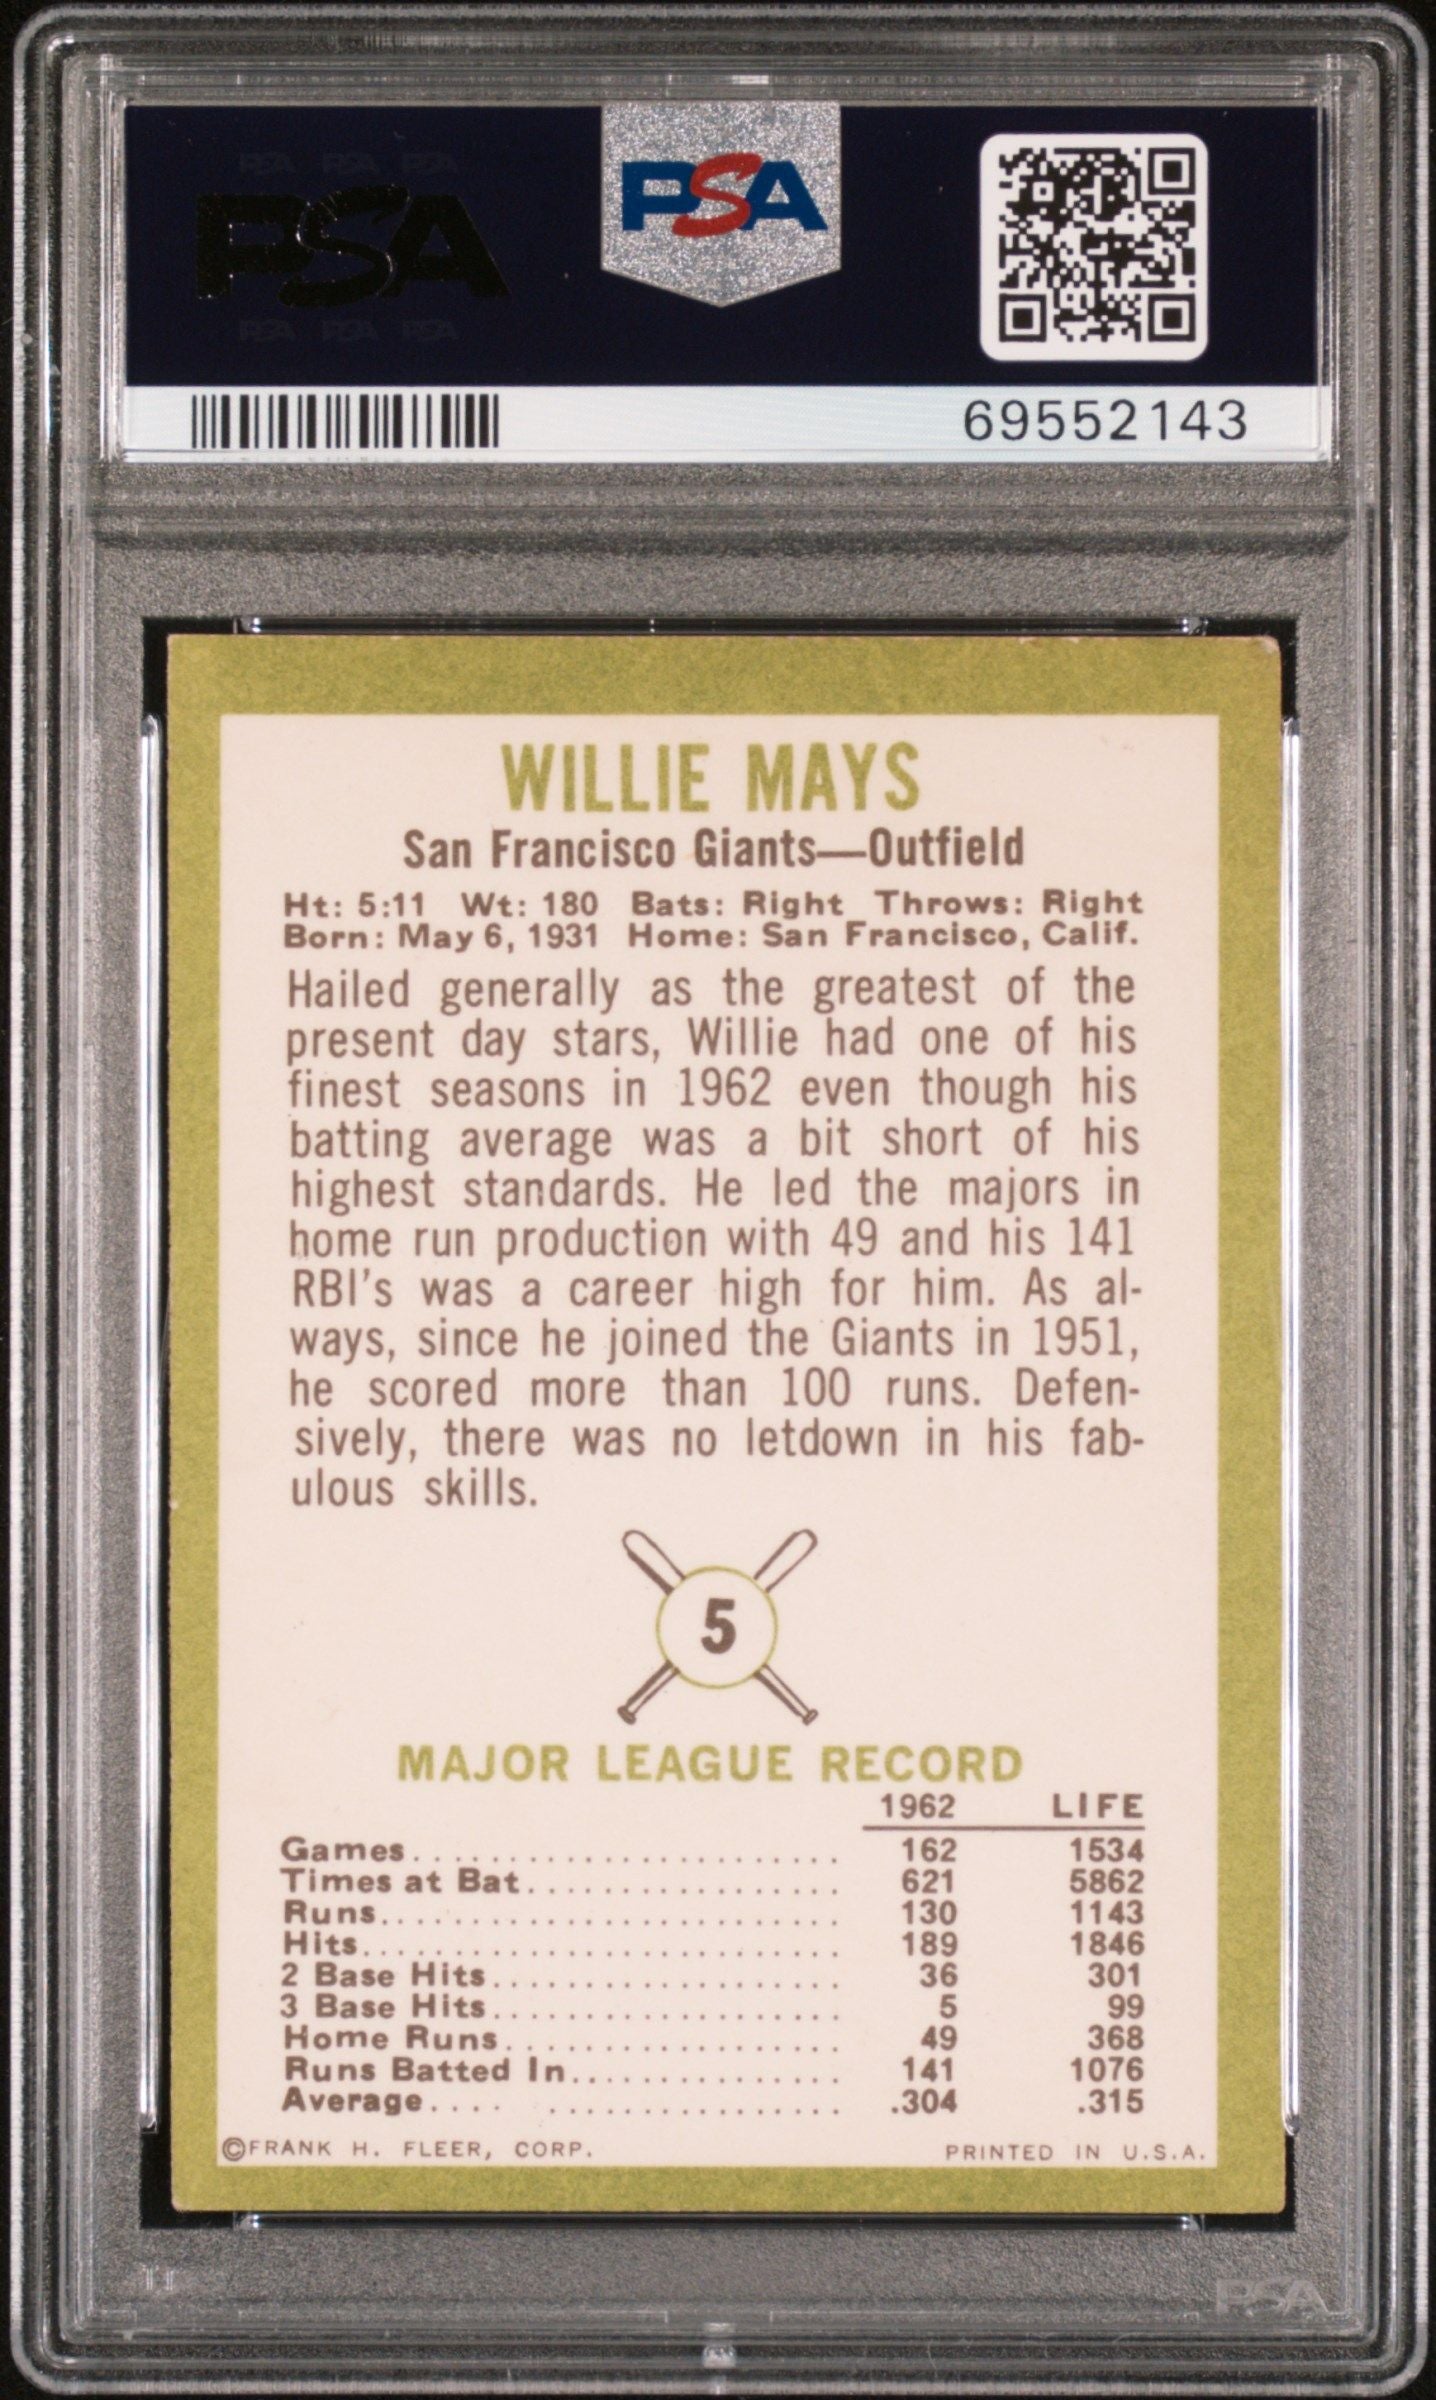 PSA PSA PSA
PSA
PSA PSA PSA
PSA
69552143
WILLIE MAYS
San Francisco Giants—Outfield
Ht: 5:11 Wt: 180 Bats: Right Throws: Right
Born: May 6, 1931 Home: San Francisco, Calif.
Hailed generally as the greatest of the
present day stars, Willie had one of his
finest seasons in 1962 even though his
batting average was a bit short of his
highest standards. He led the majors in
home run production with 49 and his 141
RBI's was a career high for him. As al-
ways, since he joined the Giants in 1951,
he scored more than 100 runs. Defen-
sively, there was no letdown in his fab-
ulous skills.
5
MAJOR LEAGUE RECORD
1962 LIFE
Games........................ 162 1534
Times at Bat.................. 621 5862
Runs.......................... 130 1143
Hits........................... 189 1846
2 Base Hits.................... 36 301
3 Base Hits.................... 5 99
Home Runs................... 49 368
Runs Batted In............... 141 1076
Average.... ................ .304 .315
©FRANK H. FLEER, CORP. PRINTED IN U.S.A.
PSA